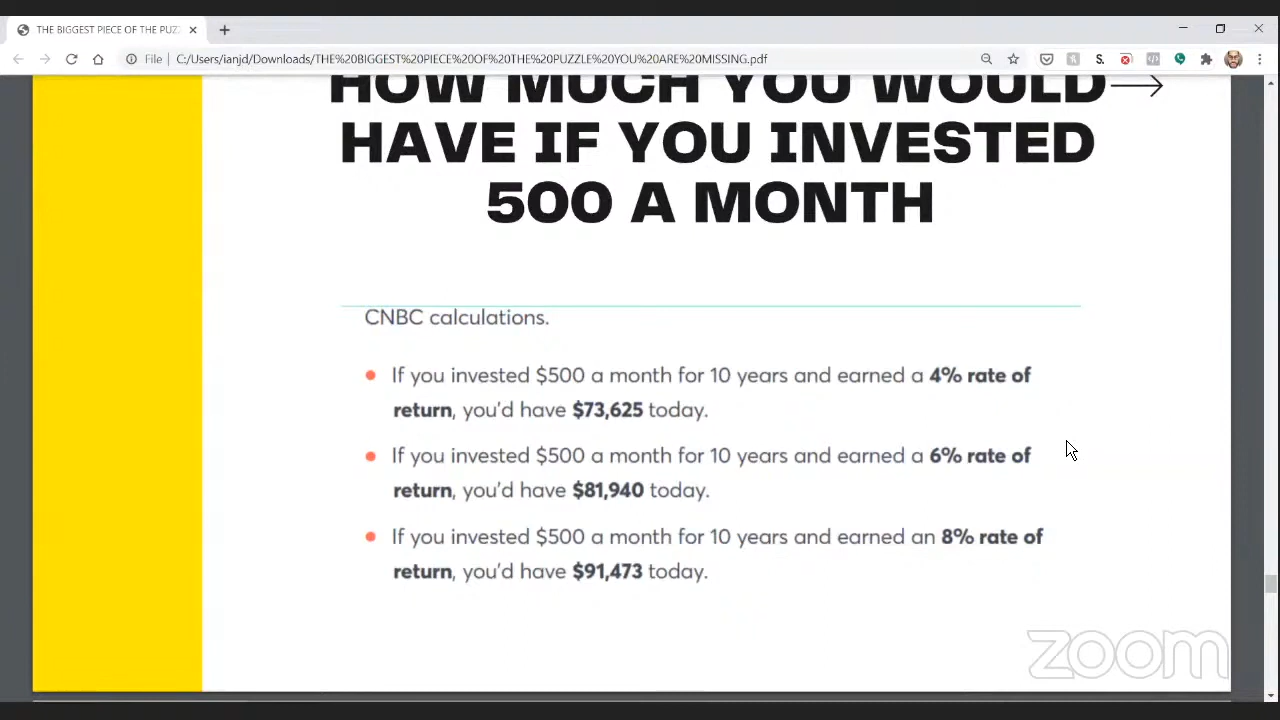 THE BIGGEST PIECE OF THE PUZ
File
C:/Users/ianjd/Downloads/THE%20BIGGEST%20PIECE%20OF%20THE%20PUZZLE%20YOU%20ARE%20MISSING.pdf
HOW MUCH YOU WOULD
HAVE IF YOU INVESTED
500 A MONTH
CNBC calculations.
If you invested $500 a month for 10 years and earned a 4% rate of
return, you'd have $73,625 today.
If you invested $500 a month for 10 years and earned a 6% rate of
return, you'd have $81,940 today.
If you invested $500 a month for 10 years and earned an 8% rate of
return, you'd have $91,473 today.
zoom